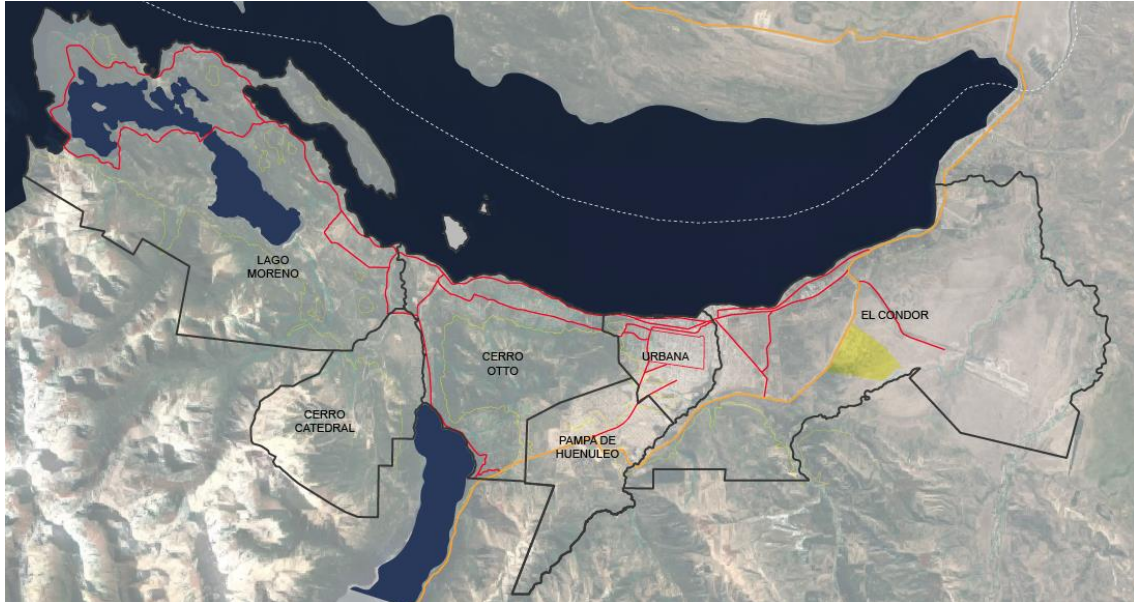 LAGO
MORENO
CERRO
CATEDRAL
CERRO
OTTO
URBANA
PAMPA DE
HUENULEO
EL CONDOR